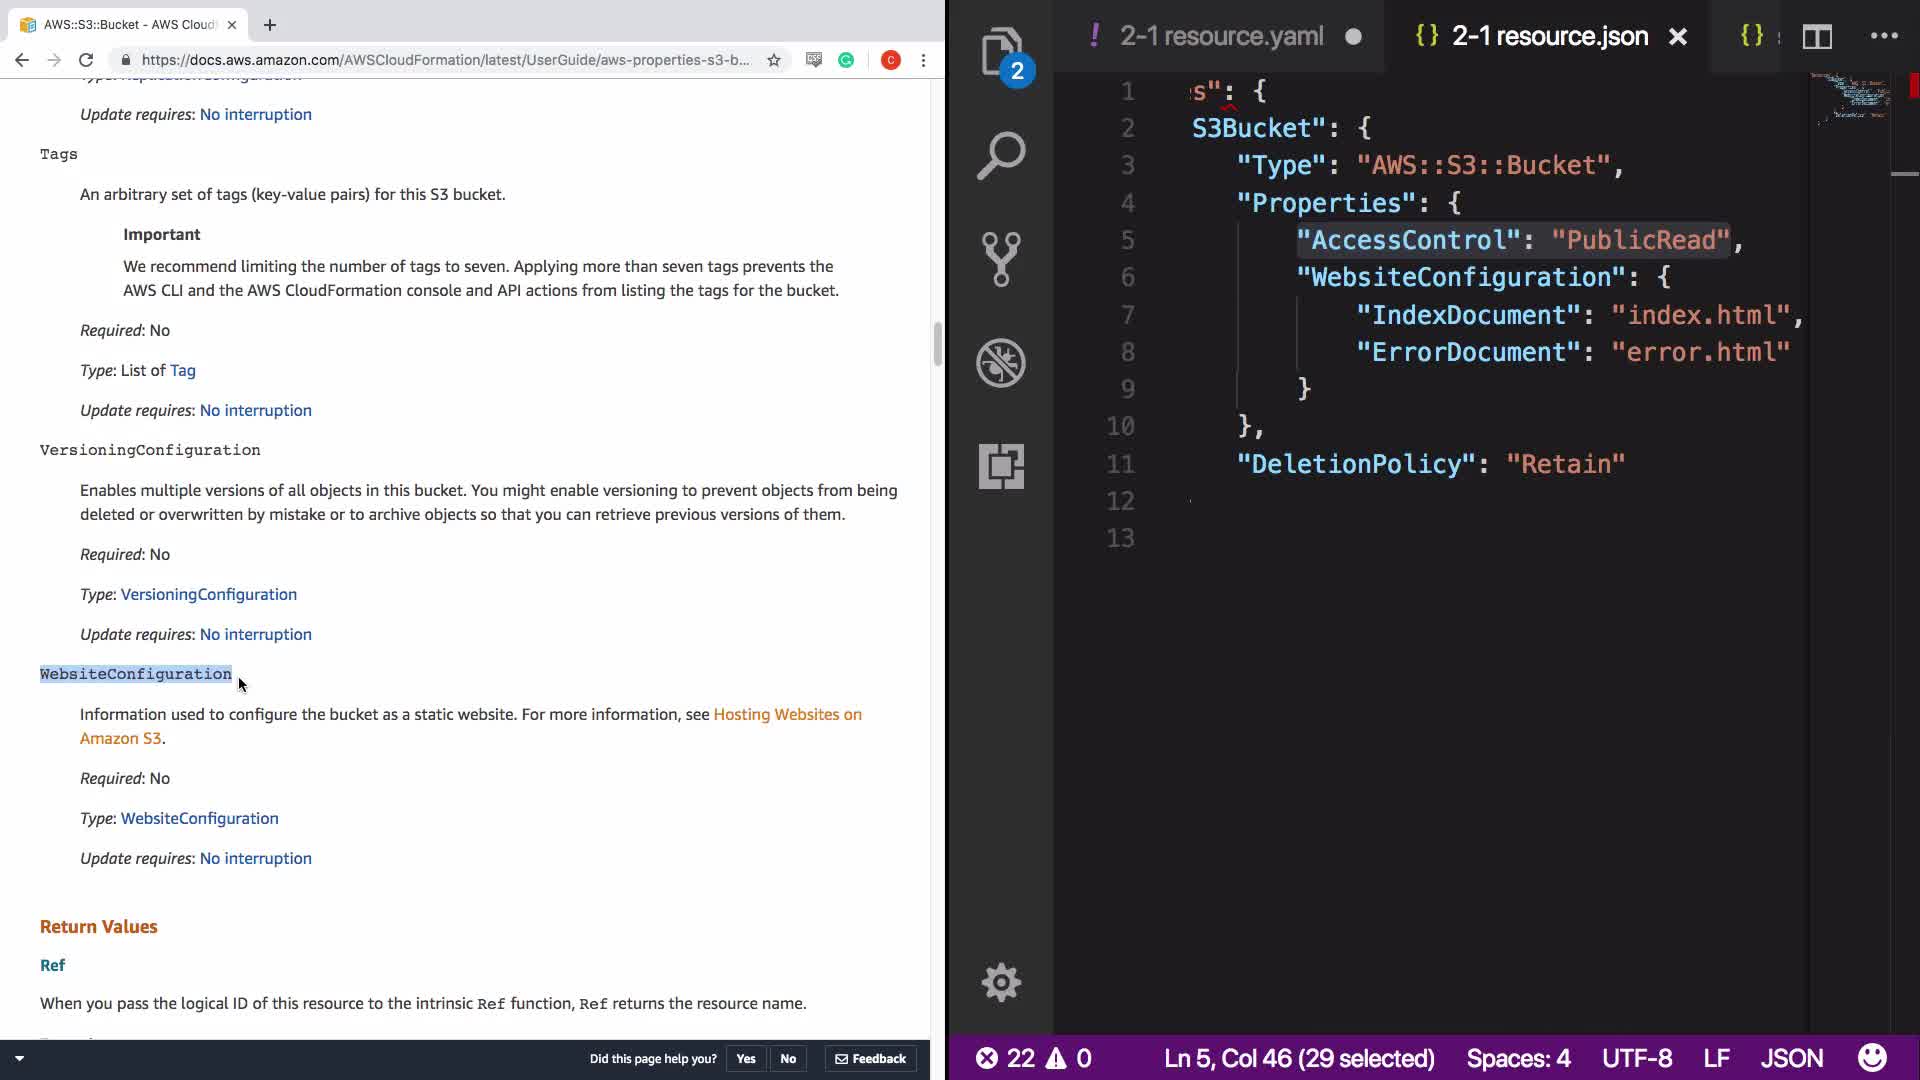 AWS::S3::Bucket - AWS Cloud
https://docs.aws.amazon.com/AWSCloudFormation/latest/UserGuide/aws-properties-s3-b...
C
Update requires: No interruption
Tags
An arbitrary set of tags (key-value pairs) for this S3 bucket.
Important
We recommend limiting the number of tags to seven. Applying more than seven tags prevents the
AWS CLI and the AWS CloudFormation console and API actions from listing the tags for the bucket.
Required: No
Type: List of Tag
Update requires: No interruption
VersioningConfiguration
Enables multiple versions of all objects in this bucket. You might enable versioning to prevent objects from being
deleted or overwritten by mistake or to archive objects so that you can retrieve previous versions of them.
Required: No
Type: VersioningConfiguration
Update requires: No interruption
WebsiteConfiguration
Information used to configure the bucket as a static website. For more information, see Hosting Websites on
Amazon S3.
Required: No
Type: WebsiteConfiguration
Update requires: No interruption
Return Values
Ref
When you pass the logical ID of this resource to the intrinsic Ref function, Ref returns the resource name.
Did this page help you? Yes No Feedback
2
! 2-1 resource.yaml
{} 2-1 resource.json
{}
1 s": {
2 S3Bucket": {
3 "Type": "AWS::S3::Bucket",
4 "Properties": {
5 "AccessControl": "PublicRead",
6 "WebsiteConfiguration": {
7 "IndexDocument": "index.html",
8 "ErrorDocument": "error.html"
9 }
10 },
11 "DeletionPolicy": "Retain"
12
13
22 0 Ln 5, Col 46 (29 selected) Spaces: 4 UTF-8 LF JSON